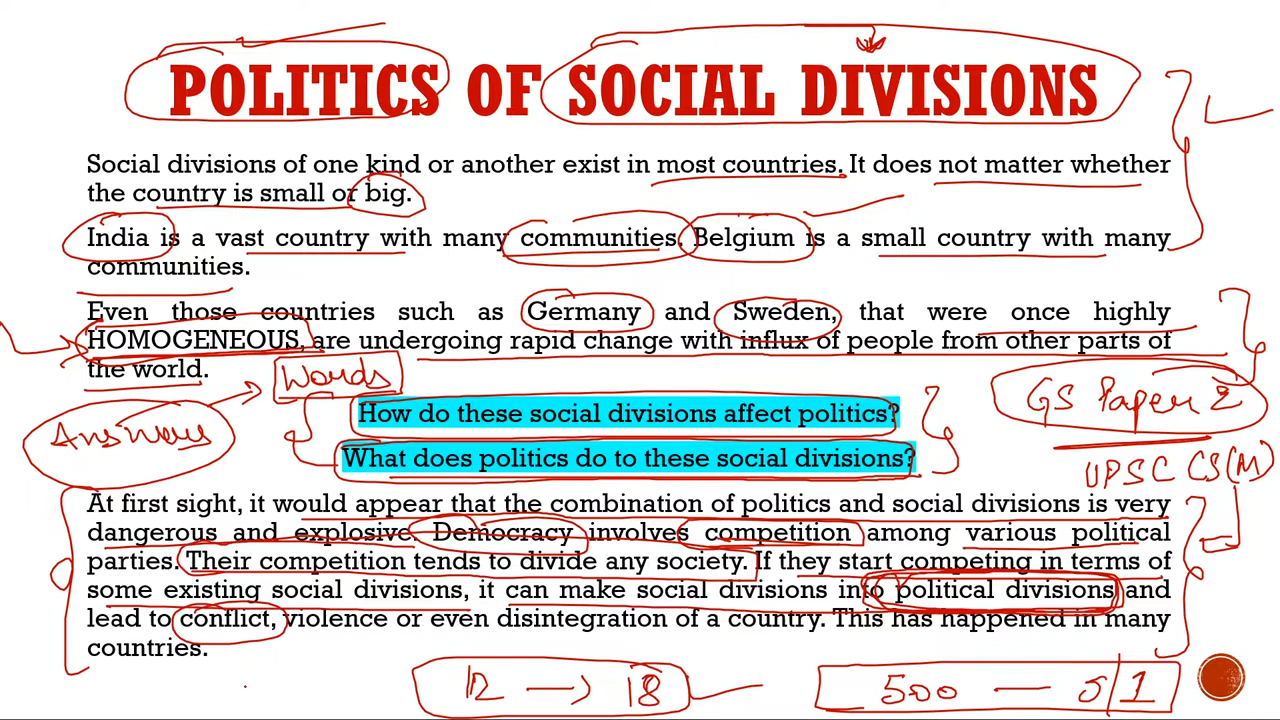 POLITICS OF SOCIAL DIVISIONS
Social divisions of one kind or another exist in most countries. It does not matter whether
the country is small or big.
India is a vast country with many communities. Belgium is a small country with many
communities.
Even those countries such as Germany and Sweden, that were once highly
HOMOGENEOUS, are undergoing rapid change with influx of people from other parts of
the world.
Words
GS Paper 2
How do these social divisions affect politics?
Answers
What does politics do to these social divisions?
UPSC CS(M)
At first sight, it would appear that the combination of politics and social divisions is very
dangerous and explosive. Democracy involves competition among various political
parties. Their competition tends to divide any society. If they start competing in terms of
some existing social divisions, it can make social divisions into political divisions and
lead to conflict, violence or even disintegration of a country. This has happened in many
countries.
12 → 18
500 —